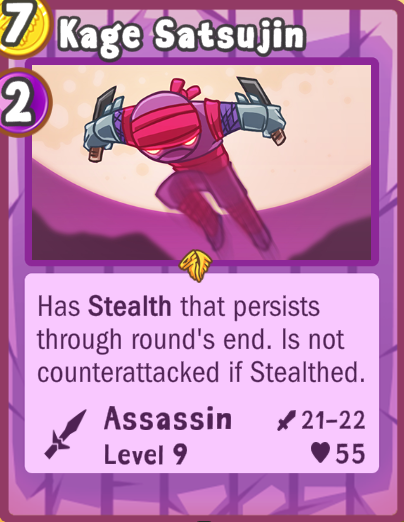 7
Kage Satsujin
2
Has Stealth that persists
through round's end. Is not
counterattacked if Stealthed.
Assassin
21–22
Level 9
55